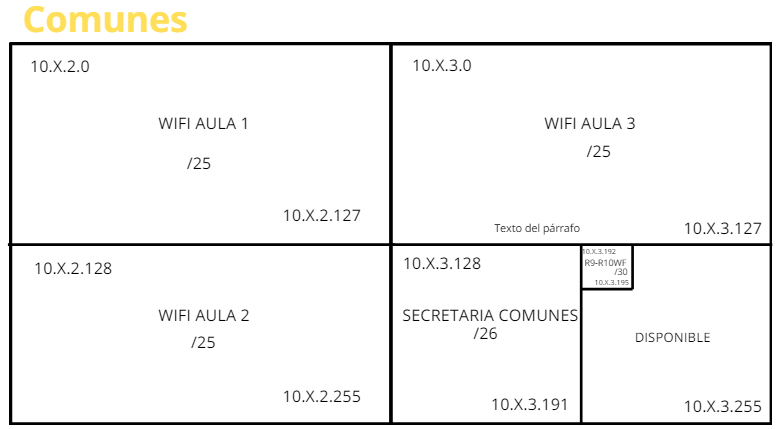 Comunes
10.X.2.0
WIFI AULA 1
/25
10.X.2.127
10.X.3.0
WIFI AULA 3
/25
Texto del párrafo
10.X.3.127
10.X.2.128
WIFI AULA 2
/25
10.X.2.255
10.X.3.128
SECRETARIA COMUNES
/26
10.X.3.191
10.X.3.192
R9-R10WF
/30
10.X.3.195
DISPONIBLE
10.X.3.255